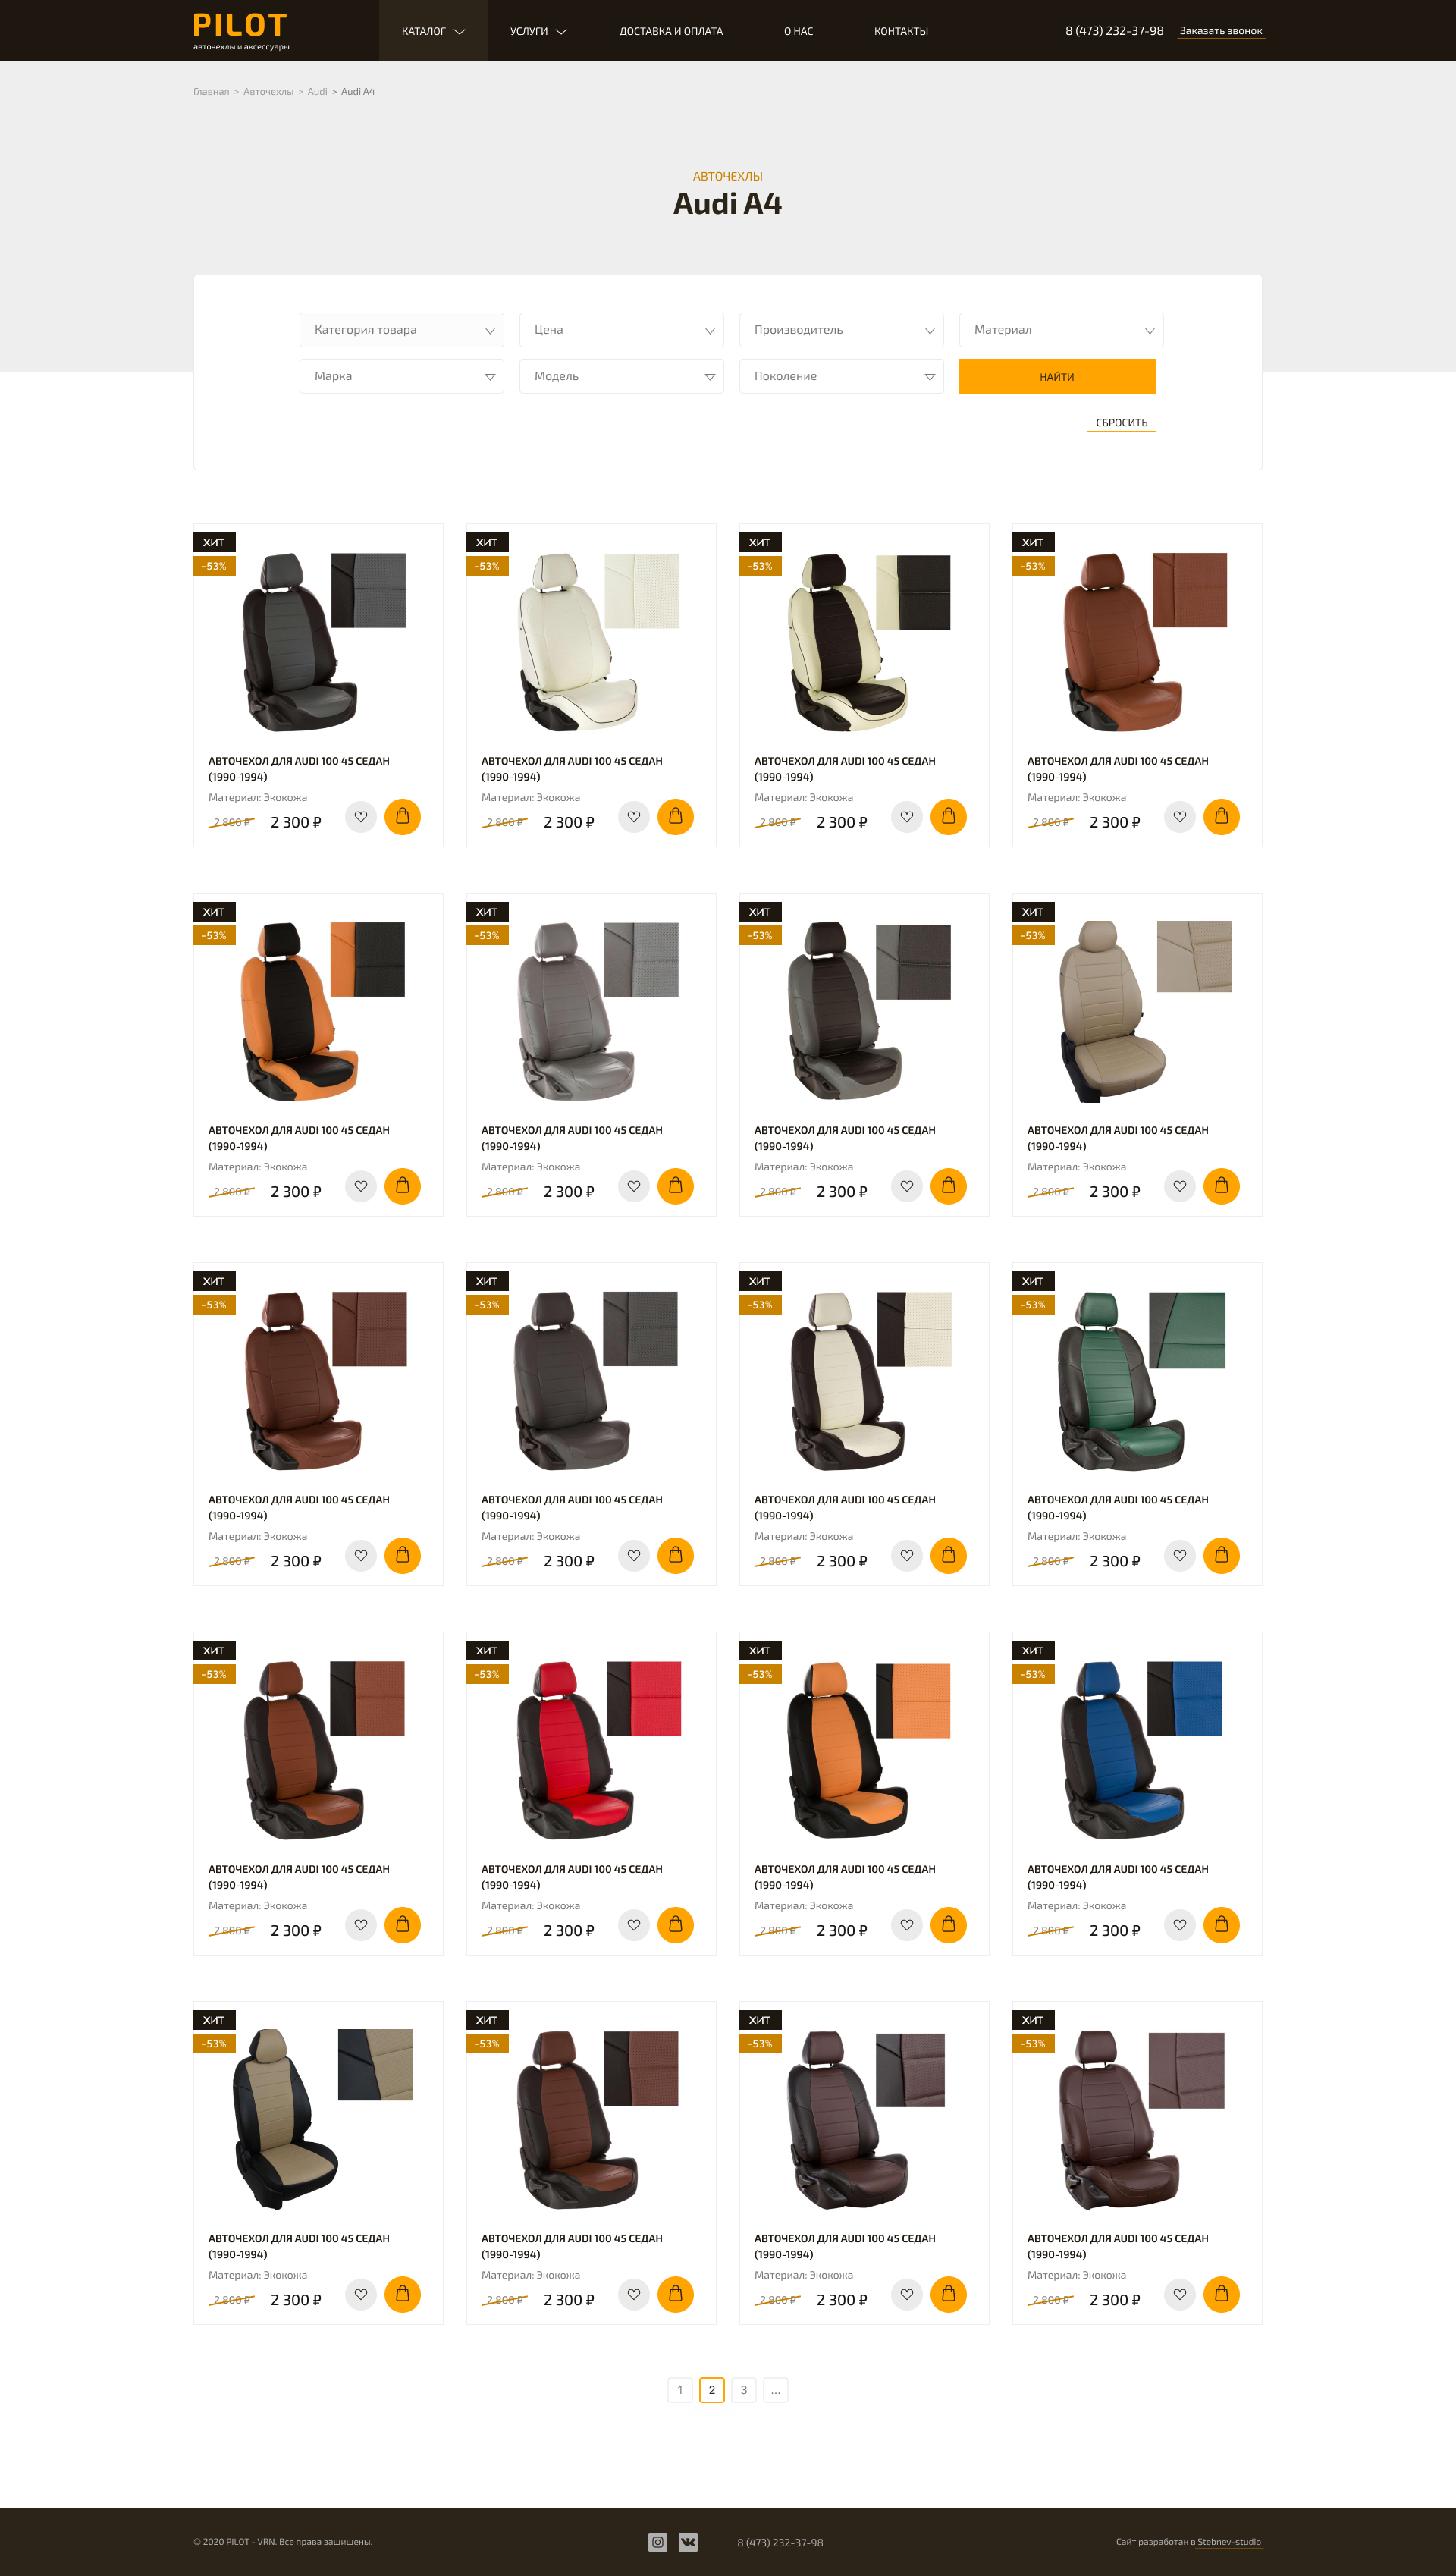 PILOT
авточехлы и аксессуары
КАТАЛОГ УСЛУГИ ДОСТАВКА И ОПЛАТА О НАС КОНТАКТЫ 8 (473) 232-37-98 Заказать звонок
Главная > Авточехлы > Audi > Audi A4
АВТОЧЕХЛЫ
Audi A4
Категория товара Цена Производитель Материал
Марка Модель Поколение НАЙТИ
СБРОСИТЬ
ХИТ ХИТ ХИТ ХИТ
-53% -53% -53% -53%
АВТОЧЕХОЛ ДЛЯ AUDI 100 45 СЕДАН АВТОЧЕХОЛ ДЛЯ AUDI 100 45 СЕДАН АВТОЧЕХОЛ ДЛЯ AUDI 100 45 СЕДАН АВТОЧЕХОЛ ДЛЯ AUDI 100 45 СЕДАН
(1990-1994) (1990-1994) (1990-1994) (1990-1994)
Материал: Экокожа Материал: Экокожа Материал: Экокожа Материал: Экокожа
2 800 ₽ 2 300 ₽ 2 800 ₽ 2 300 ₽ 2 800 ₽ 2 300 ₽ 2 800 ₽ 2 300 ₽
ХИТ ХИТ ХИТ ХИТ
-53% -53% -53% -53%
АВТОЧЕХОЛ ДЛЯ AUDI 100 45 СЕДАН АВТОЧЕХОЛ ДЛЯ AUDI 100 45 СЕДАН АВТОЧЕХОЛ ДЛЯ AUDI 100 45 СЕДАН АВТОЧЕХОЛ ДЛЯ AUDI 100 45 СЕДАН
(1990-1994) (1990-1994) (1990-1994) (1990-1994)
Материал: Экокожа Материал: Экокожа Материал: Экокожа Материал: Экокожа
2 800 ₽ 2 300 ₽ 2 800 ₽ 2 300 ₽ 2 800 ₽ 2 300 ₽ 2 800 ₽ 2 300 ₽
ХИТ ХИТ ХИТ ХИТ
-53% -53% -53% -53%
АВТОЧЕХОЛ ДЛЯ AUDI 100 45 СЕДАН АВТОЧЕХОЛ ДЛЯ AUDI 100 45 СЕДАН АВТОЧЕХОЛ ДЛЯ AUDI 100 45 СЕДАН АВТОЧЕХОЛ ДЛЯ AUDI 100 45 СЕДАН
(1990-1994) (1990-1994) (1990-1994) (1990-1994)
Материал: Экокожа Материал: Экокожа Материал: Экокожа Материал: Экокожа
2 800 ₽ 2 300 ₽ 2 800 ₽ 2 300 ₽ 2 800 ₽ 2 300 ₽ 2 800 ₽ 2 300 ₽
ХИТ ХИТ ХИТ ХИТ
-53% -53% -53% -53%
АВТОЧЕХОЛ ДЛЯ AUDI 100 45 СЕДАН АВТОЧЕХОЛ ДЛЯ AUDI 100 45 СЕДАН АВТОЧЕХОЛ ДЛЯ AUDI 100 45 СЕДАН АВТОЧЕХОЛ ДЛЯ AUDI 100 45 СЕДАН
(1990-1994) (1990-1994) (1990-1994) (1990-1994)
Материал: Экокожа Материал: Экокожа Материал: Экокожа Материал: Экокожа
2 800 ₽ 2 300 ₽ 2 800 ₽ 2 300 ₽ 2 800 ₽ 2 300 ₽ 2 800 ₽ 2 300 ₽
ХИТ ХИТ ХИТ ХИТ
-53% -53% -53% -53%
АВТОЧЕХОЛ ДЛЯ AUDI 100 45 СЕДАН АВТОЧЕХОЛ ДЛЯ AUDI 100 45 СЕДАН АВТОЧЕХОЛ ДЛЯ AUDI 100 45 СЕДАН АВТОЧЕХОЛ ДЛЯ AUDI 100 45 СЕДАН
(1990-1994) (1990-1994) (1990-1994) (1990-1994)
Материал: Экокожа Материал: Экокожа Материал: Экокожа Материал: Экокожа
2 800 ₽ 2 300 ₽ 2 800 ₽ 2 300 ₽ 2 800 ₽ 2 300 ₽ 2 800 ₽ 2 300 ₽
1 2 3 ...
© 2020 PILOT - VRN. Все права защищены. 8 (473) 232-37-98 Сайт разработан в Stebnev-studio